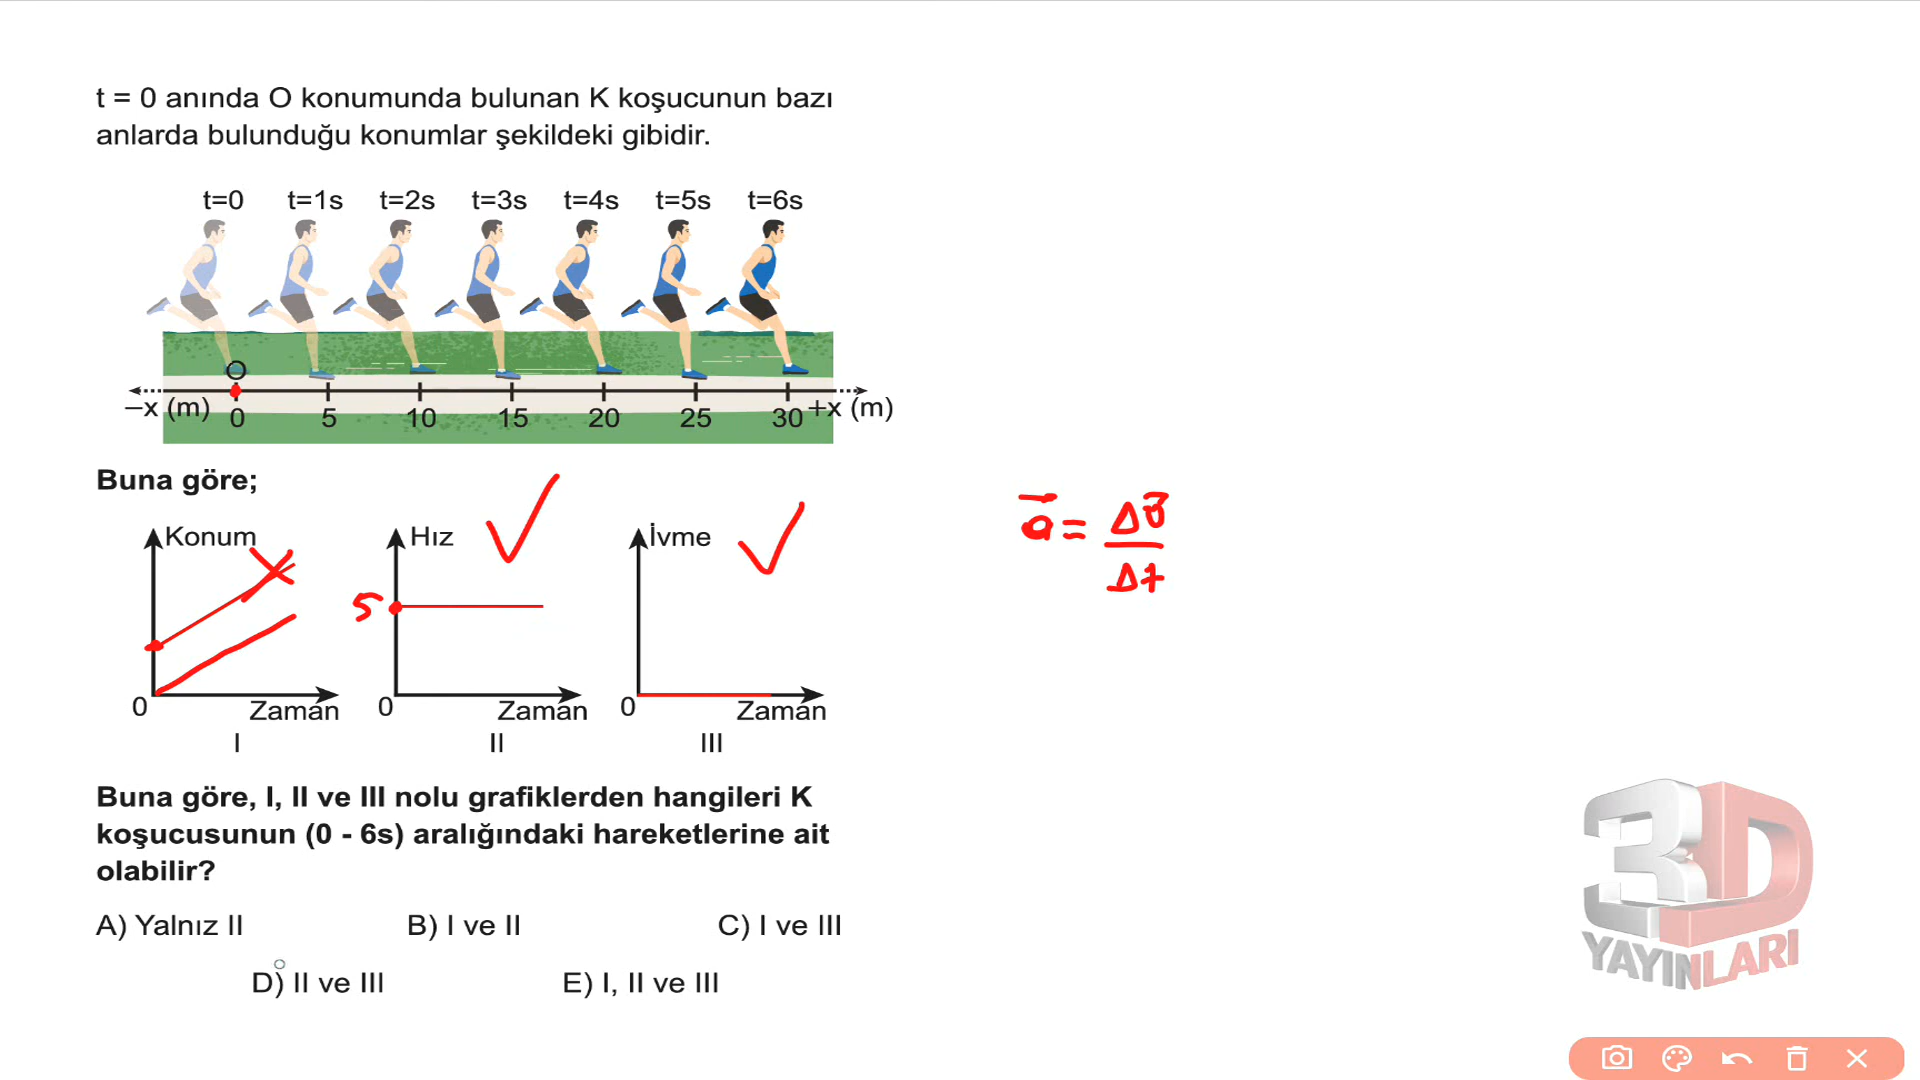 t = 0 anında O konumunda bulunan K koşucunun bazı
anlarda bulunduğu konumlar şekildeki gibidir.
t=0 t=1s t=2s t=3s t=4s t=5s t=6s
O
–x (m) 0 5 10 15 20 25 30 +x (m)
Buna göre;
Konum Hız İvme
5
a = Δv
Δt
0 Zaman 0 Zaman 0 Zaman
I II III
Buna göre, I, II ve III nolu grafiklerden hangileri K
koşucusunun (0 - 6s) aralığındaki hareketlerine ait
olabilir?
A) Yalnız II B) I ve II C) I ve III
D) II ve III E) I, II ve III
3D
YAYINLARI